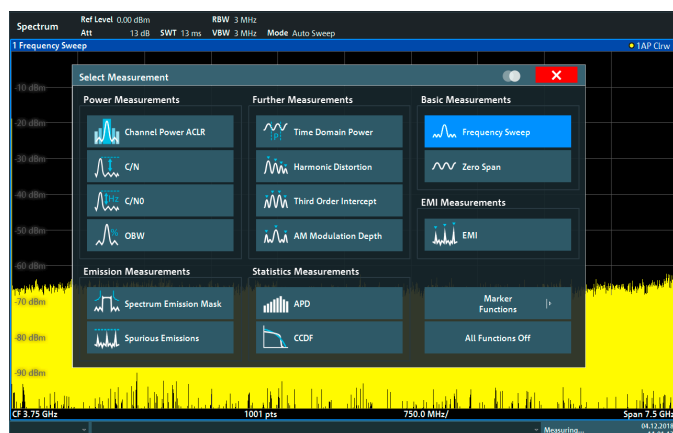 Spectrum
Ref Level 0.00 dBm RBW 3 MHz
Att 13 dB SWT 13 ms VBW 3 MHz Mode Auto Sweep
1 Frequency Sweep
1AP Clrw
Select Measurement
Power Measurements
Channel Power ACLR
C/N
C/N0
OBW
Further Measurements
Time Domain Power
Harmonic Distortion
Third Order Intercept
AM Modulation Depth
Basic Measurements
Frequency Sweep
Zero Span
EMI Measurements
EMI
Emission Measurements
Spectrum Emission Mask
Spurious Emissions
Statistics Measurements
APD
CCDF
Marker
Functions
All Functions Off
-10 dBm
-20 dBm
-30 dBm
-40 dBm
-50 dBm
-60 dBm
-70 dBm
-80 dBm
-90 dBm
CF 3.75 GHz 1001 pts 750.0 MHz/ Span 7.5 GHz
Measuring...
04.12.2018